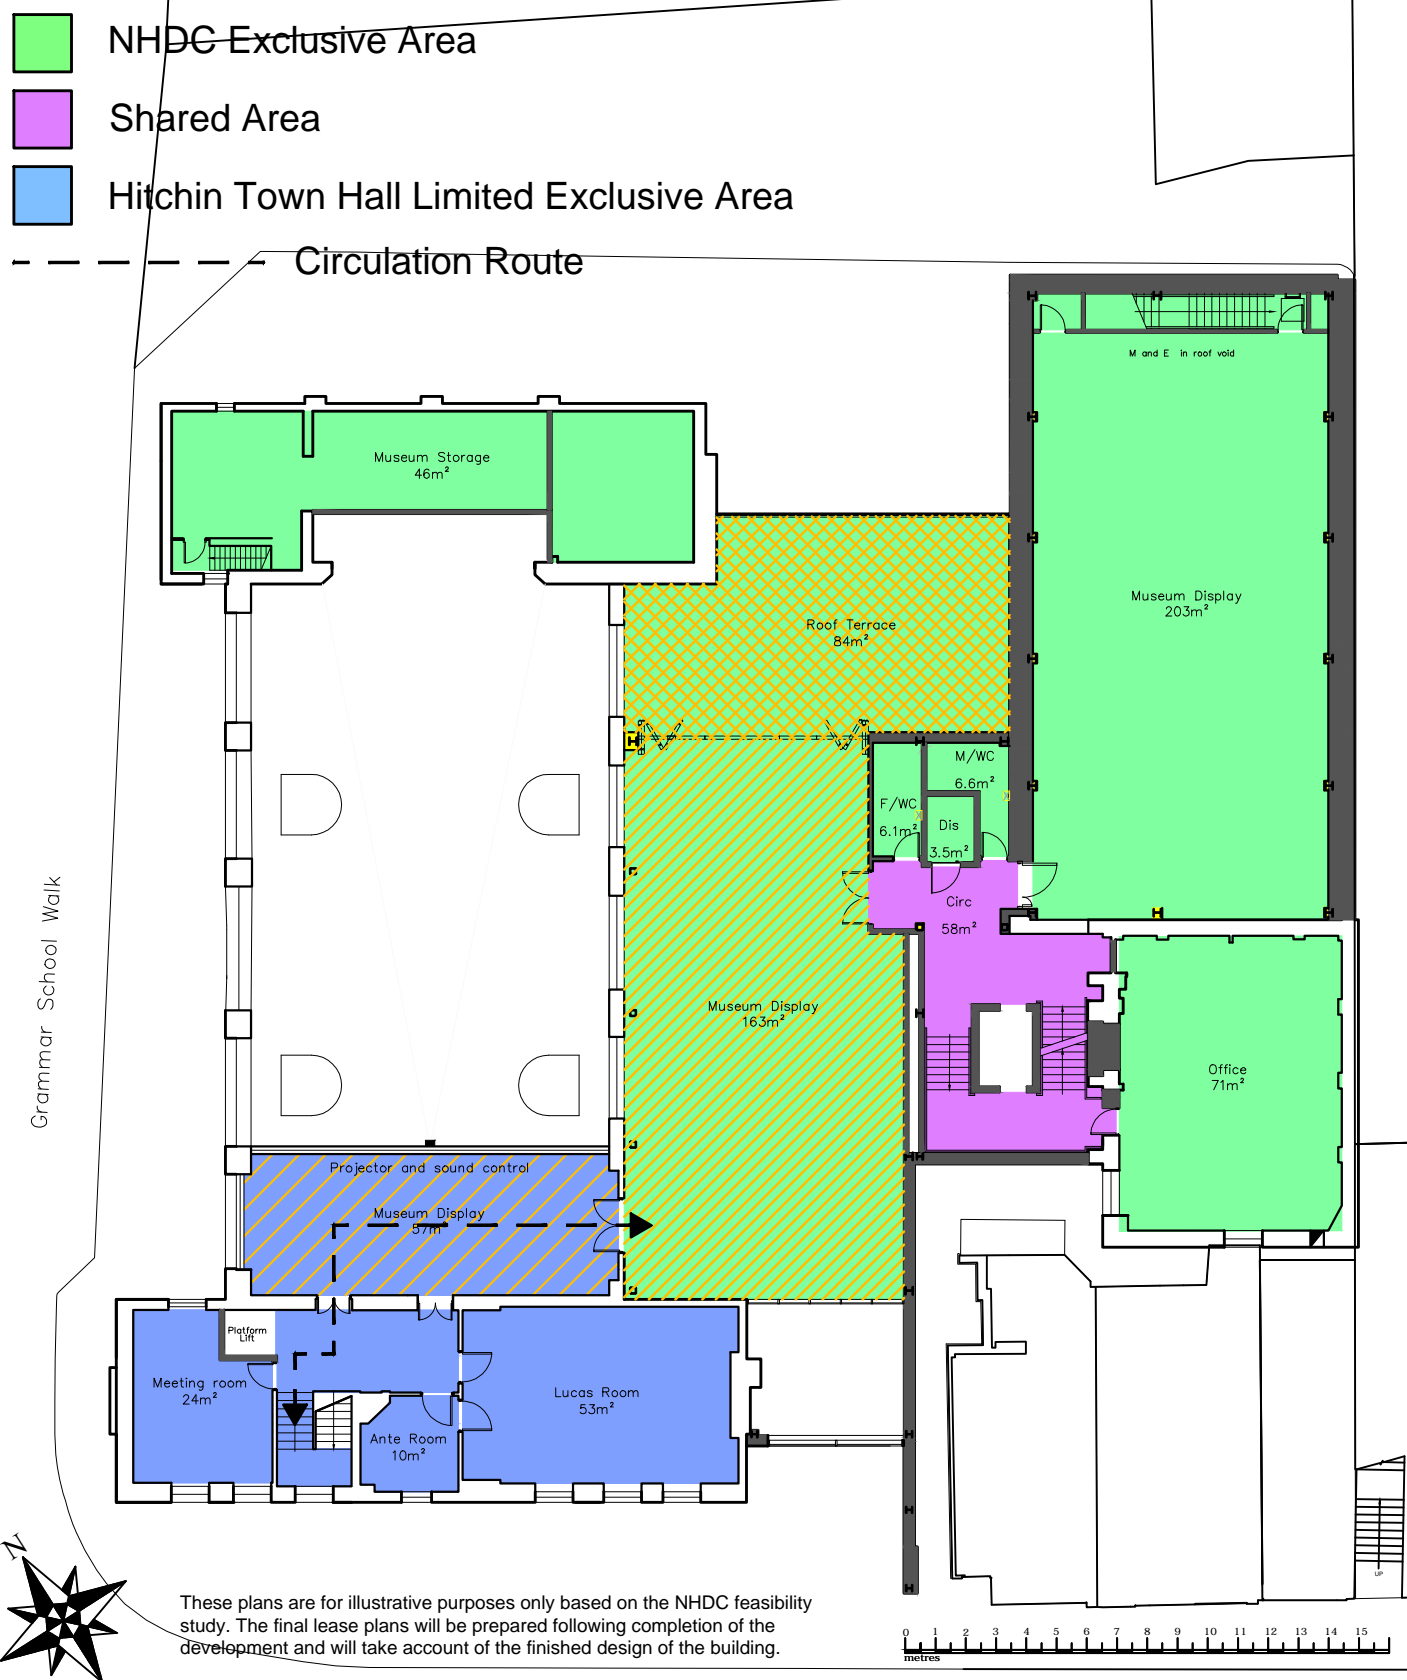 NHDC Exclusive Area
Shared Area
Hitchin Town Hall Limited Exclusive Area
Circulation Route
M and E in roof void
Museum Storage
46m²
Museum Display
203m²
Roof Terrace
84m²
M/WC
6.6m²
F/WC
6.1m²
Dis
3.5m²
Circ
58m²
Grammar School Walk
Museum Display
163m²
Office
71m²
Projector and sound control
Museum Display
57m²
Platform
Lift
Meeting room
24m²
Lucas Room
53m²
Ante Room
10m²
UP
N
These plans are for illustrative purposes only based on the NHDC feasibility
study. The final lease plans will be prepared following completion of the
development and will take account of the finished design of the building.
0 1 2 3 4 5 6 7 8 9 10 11 12 13 14 15
metres